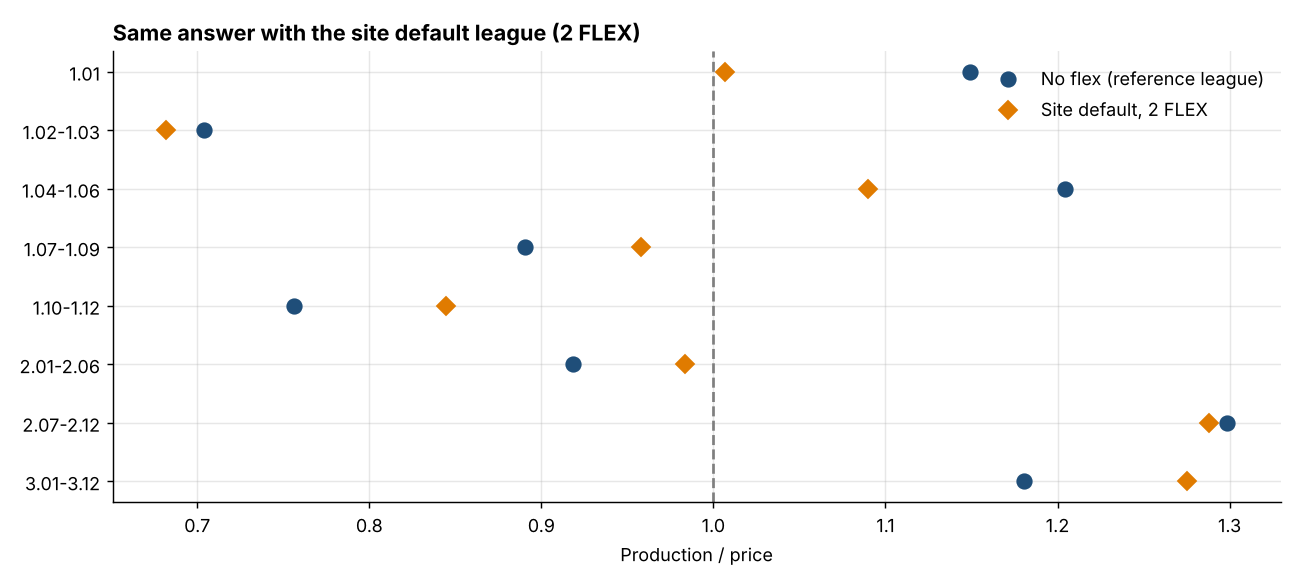 Same answer with the site default league (2 FLEX)
No flex (reference league)
Site default, 2 FLEX
1.01
1.02-1.03
1.04-1.06
1.07-1.09
1.10-1.12
2.01-2.06
2.07-2.12
3.01-3.12
0.7 0.8 0.9 1.0 1.1 1.2 1.3
Production / price